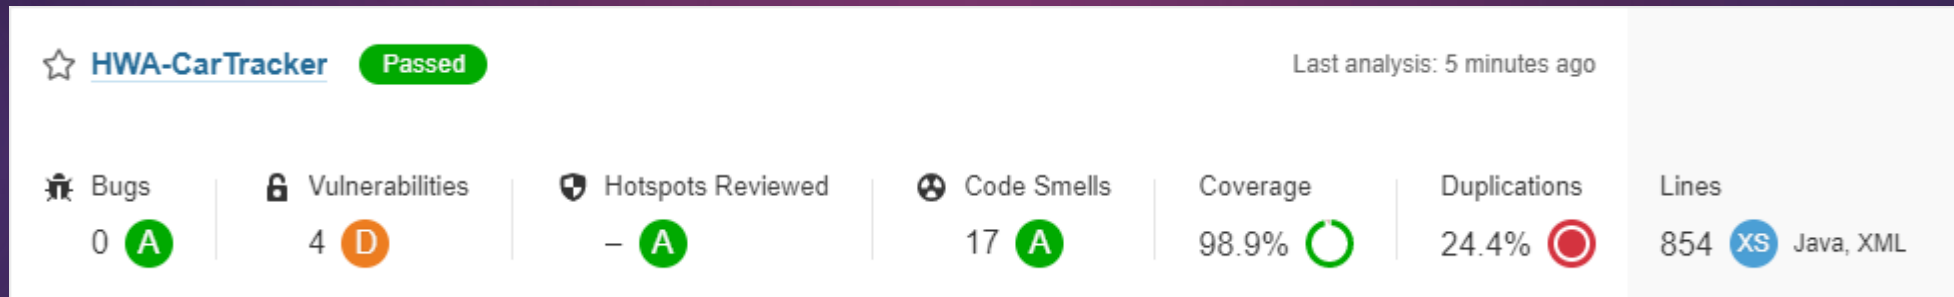 HWA-CarTracker Passed Last analysis: 5 minutes ago
Bugs Vulnerabilities Hotspots Reviewed Code Smells Coverage Duplications Lines
0 A 4 D – A 17 A 98.9% 24.4% 854 XS Java, XML